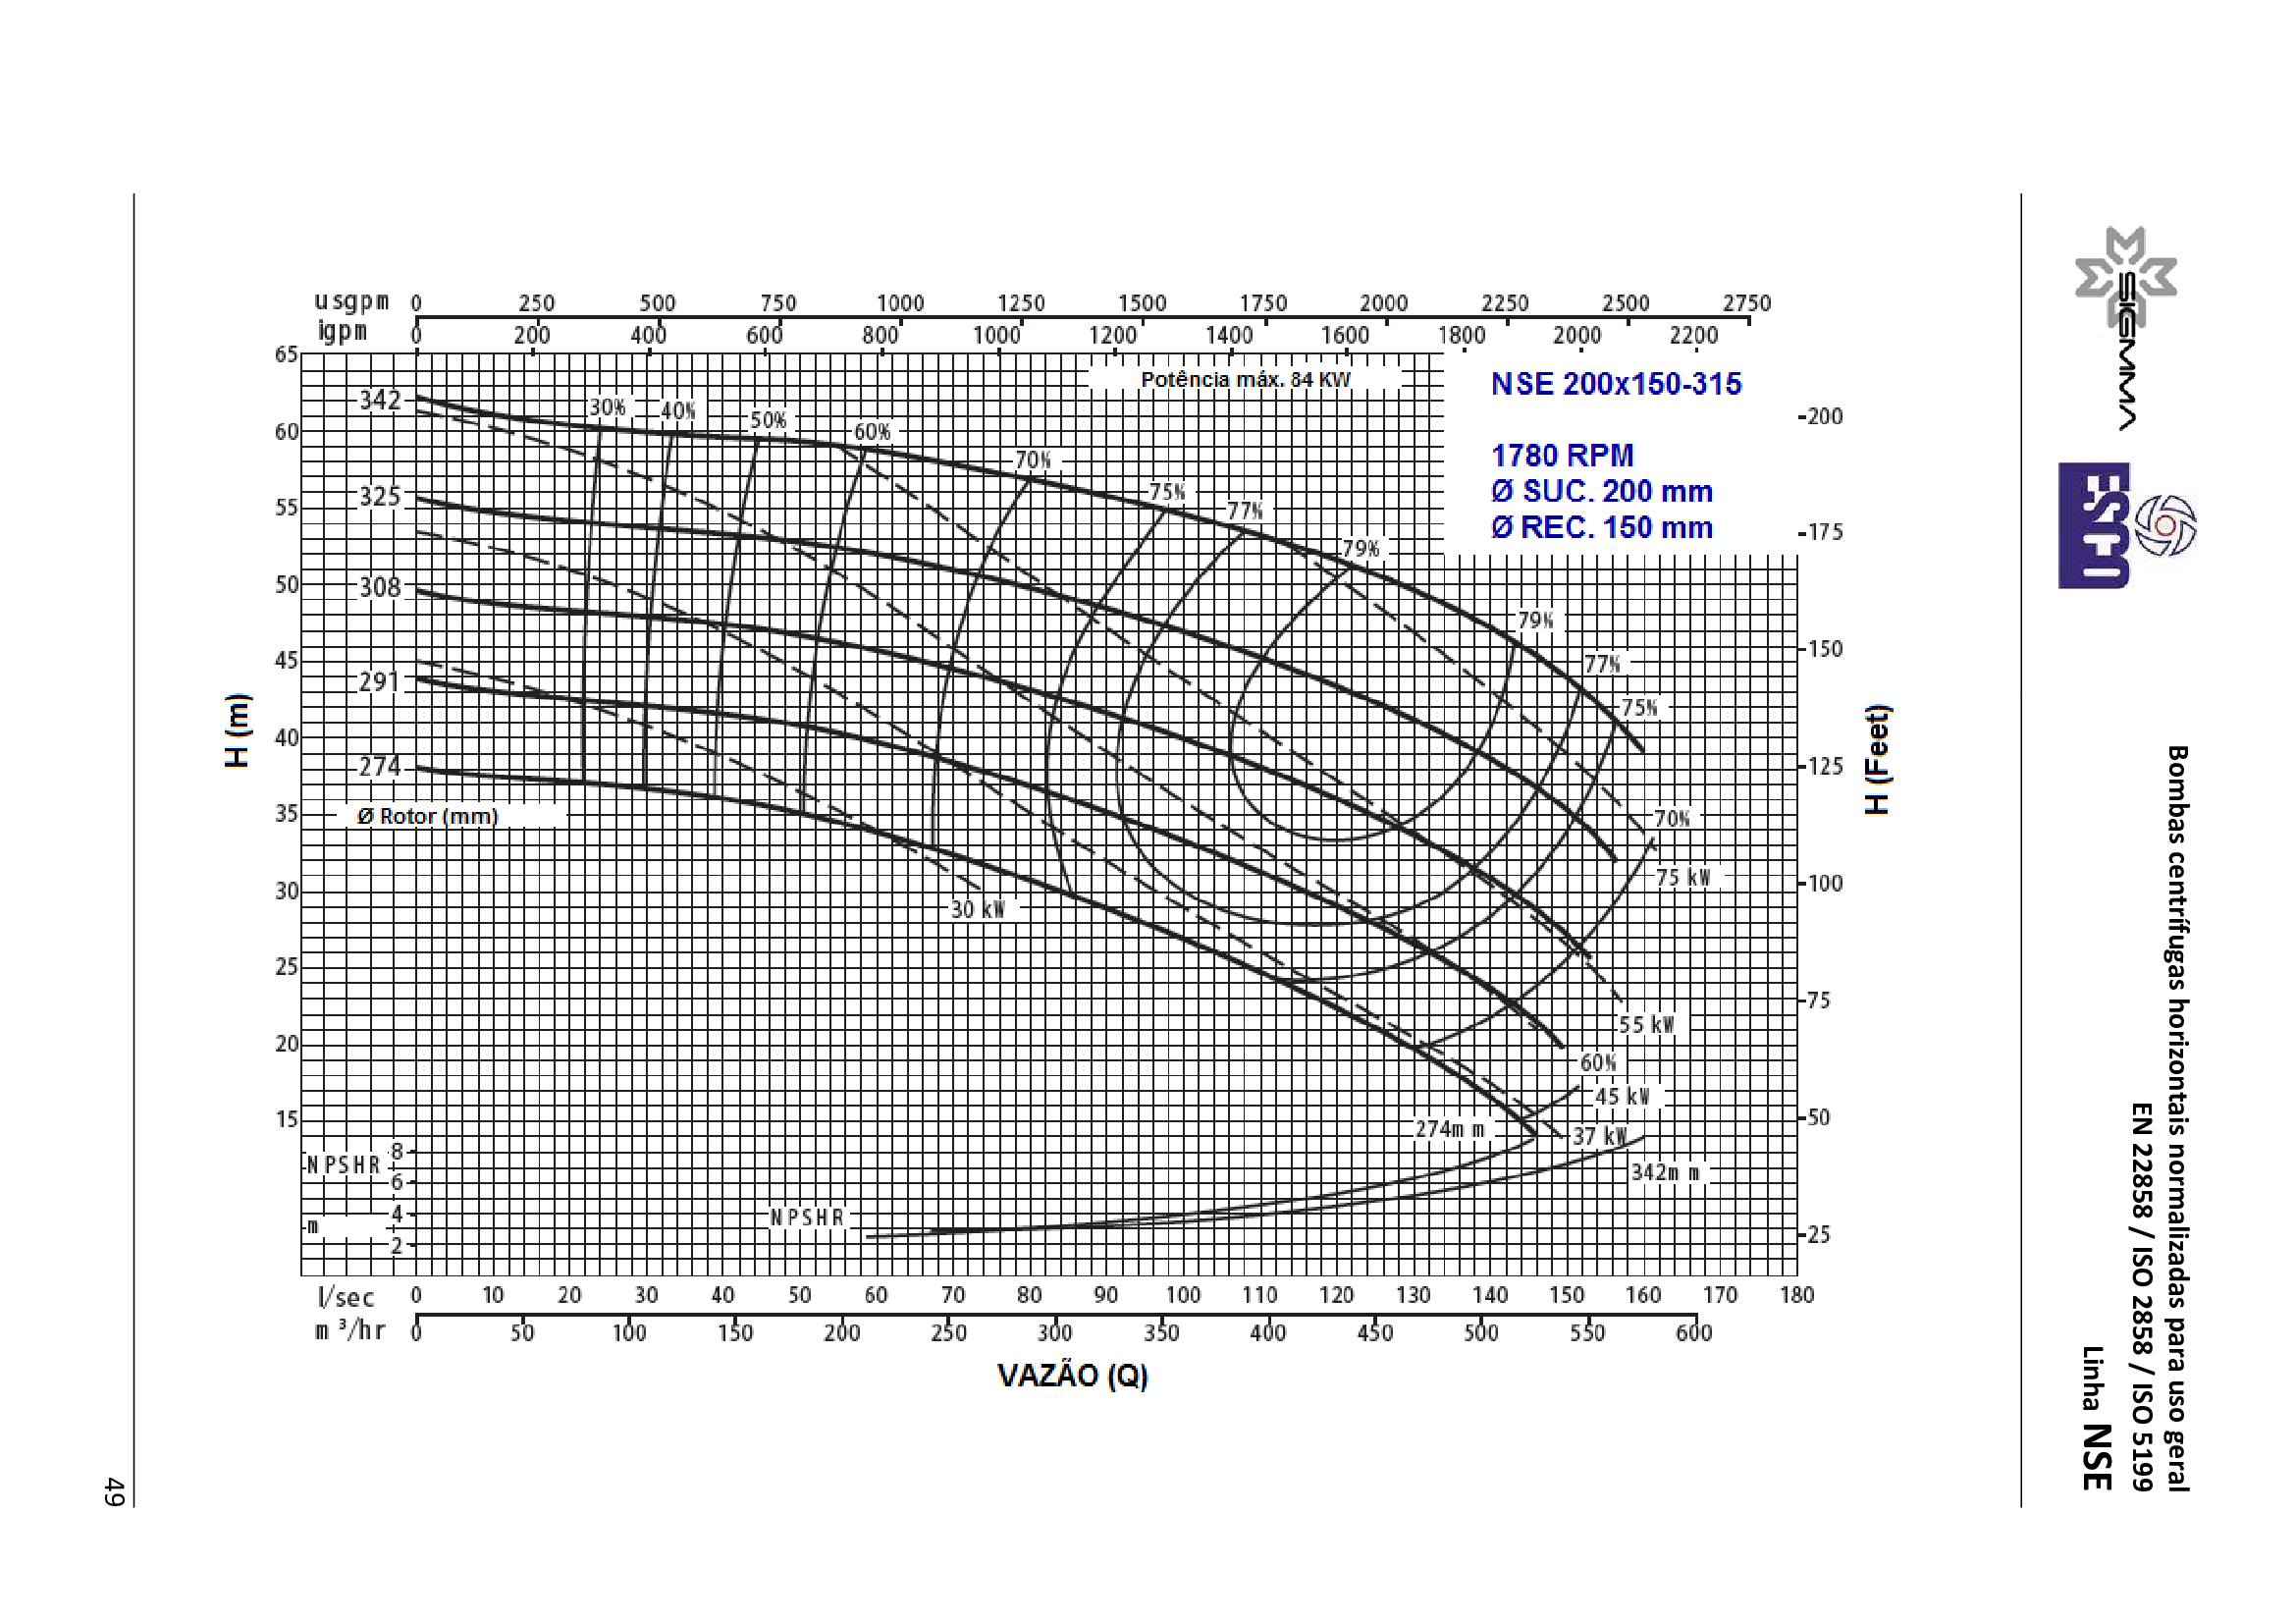 usgpm 0 250 500 750 1000 1250 1500 1750 2000 2250 2500 2750
igpm 0 200 400 600 800 1000 1200 1400 1600 1800 2000 2200
Potência máx. 84 KW
NSE 200x150-315
1780 RPM
Ø SUC. 200 mm
Ø REC. 150 mm
H (m)
65
60
55
50
45
40
35
30
25
20
15
342
325
308
291
274
Ø Rotor (mm)
30% 40% 50% 60% 70% 75% 77% 79%
79%
77%
75%
70%
75 kW
30 kW
55 kW
60%
45 kW
37 kW
274mm
342mm
NPSHR
m
8
6
4
2
NPSHR
H (Feet)
200
175
150
125
100
75
50
25
l/sec 0 10 20 30 40 50 60 70 80 90 100 110 120 130 140 150 160 170 180
m³/hr 0 50 100 150 200 250 300 350 400 450 500 550 600
VAZÃO (Q)
SIGMMA
ESCO
Bombas centrífugas horizontais normalizadas para uso geral
EN 22858 / ISO 2858 / ISO 5199
Linha NSE
49